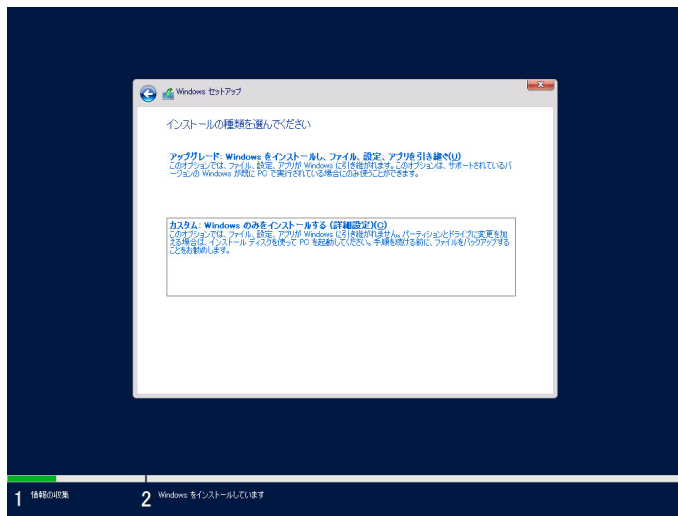 Windows セットアップ
インストールの種類を選んでください
アップグレード: Windows をインストールし、ファイル、設定、アプリを引き継ぐ(U)
このオプションでは、ファイル、設定、アプリが Windows に引き継がれます。このオプションは、サポートされているバ
ージョンの Windows が既に PC で実行されている場合にのみ使うことができます。
カスタム: Windows のみをインストールする (詳細設定)(C)
このオプションでは、ファイル、設定、アプリが Windows に引き継がれません。パーティションとドライブに変更を加
える場合は、インストール ディスクを使って PC を起動してください。手順を続ける前に、ファイルをバックアップする
ことをお勧めします。
1 情報の収集
2 Windows をインストールしています